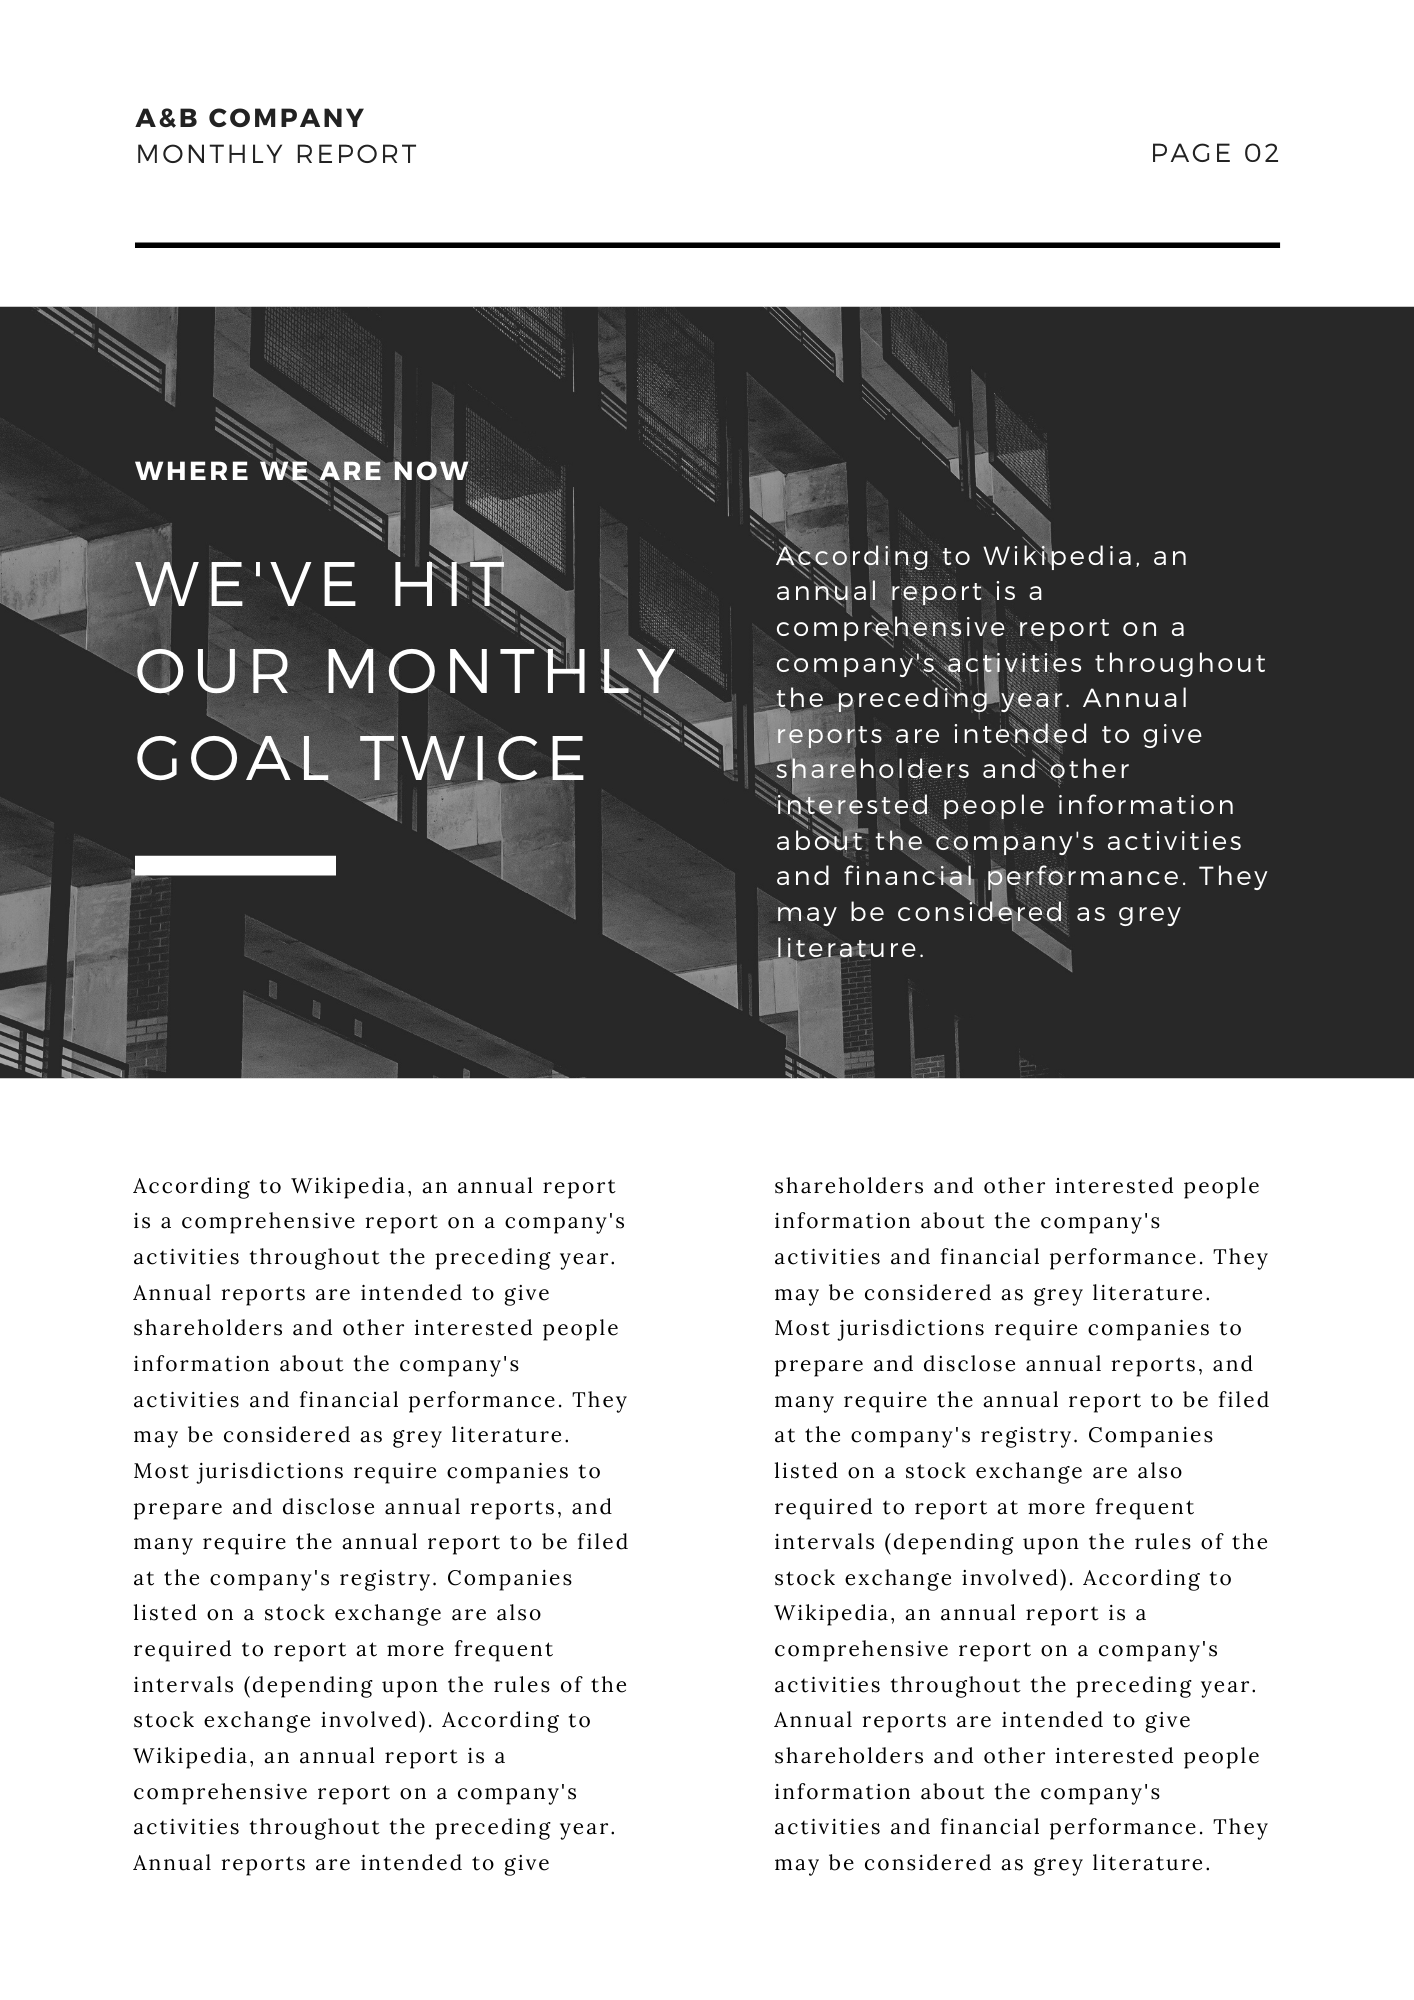 A&B COMPANY
MONTHLY REPORT
PAGE 02
WHERE WE ARE NOW
WE'VE HIT
OUR MONTHLY
GOAL TWICE
According to Wikipedia, an
annual report is a
comprehensive report on a
company's activities throughout
the preceding year. Annual
reports are intended to give
shareholders and other
interested people information
about the company's activities
and financial performance. They
may be considered as grey
literature.
According to Wikipedia, an annual report
is a comprehensive report on a company's
activities throughout the preceding year.
Annual reports are intended to give
shareholders and other interested people
information about the company's
activities and financial performance. They
may be considered as grey literature.
Most jurisdictions require companies to
prepare and disclose annual reports, and
many require the annual report to be filed
at the company's registry. Companies
listed on a stock exchange are also
required to report at more frequent
intervals (depending upon the rules of the
stock exchange involved). According to
Wikipedia, an annual report is a
comprehensive report on a company's
activities throughout the preceding year.
Annual reports are intended to give
shareholders and other interested people
information about the company's
activities and financial performance. They
may be considered as grey literature.
Most jurisdictions require companies to
prepare and disclose annual reports, and
many require the annual report to be filed
at the company's registry. Companies
listed on a stock exchange are also
required to report at more frequent
intervals (depending upon the rules of the
stock exchange involved). According to
Wikipedia, an annual report is a
comprehensive report on a company's
activities throughout the preceding year.
Annual reports are intended to give
shareholders and other interested people
information about the company's
activities and financial performance. They
may be considered as grey literature.